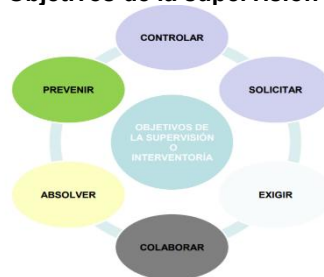 Objetivos de la supervisión
CONTROLAR
PREVENIR
SOLICITAR
OBJETIVOS DE
LA SUPERVISIÓN
O
INTERVENTORÍA
ABSOLVER
EXIGIR
COLABORAR